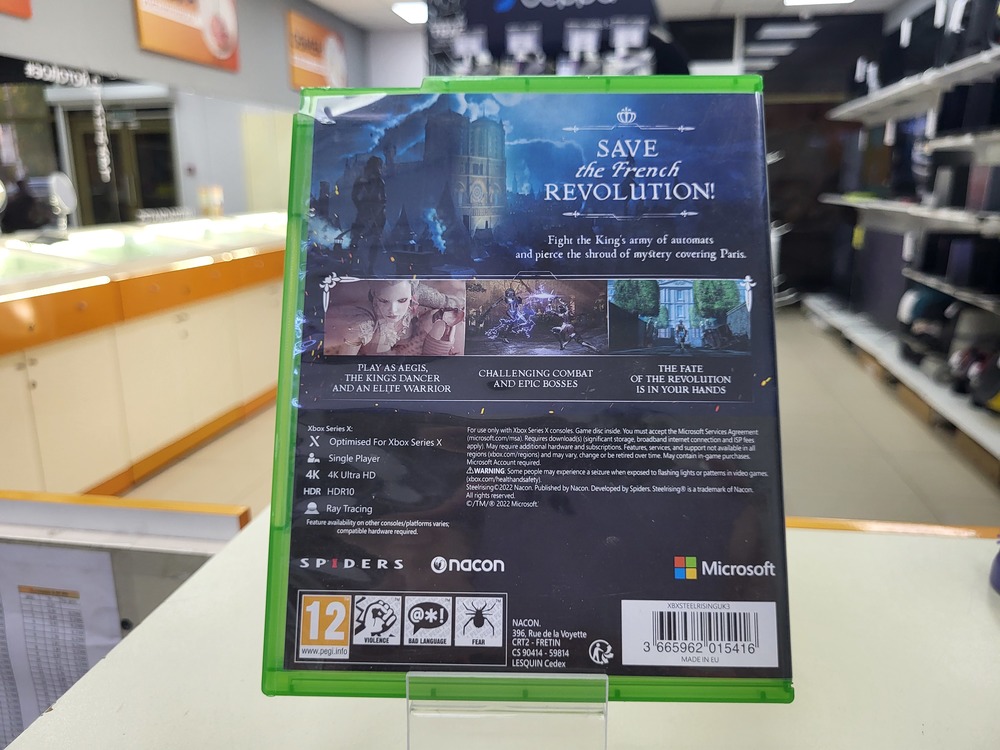 SAVE
the French
REVOLUTION!
Fight the King's army of automats
and pierce the shroud of mystery covering Paris.
PLAY AS AEGIS,
THE KING'S DANCER
AND AN ELITE WARRIOR
CHALLENGING COMBAT
AND EPIC BOSSES
THE FATE
OF THE REVOLUTION
IS IN YOUR HANDS
Xbox Series X:
X Optimised For Xbox Series X
Single Player
4K 4K Ultra HD
HDR HDR10
Ray Tracing
Feature availability on other consoles/platforms varies;
compatible hardware required.
For use only with Xbox Series X consoles. Game disc inside. You must accept the Microsoft Services Agreement
(microsoft.com/msa). Requires download(s) (significant storage, broadband internet connection and ISP fees
apply). May require additional hardware and subscriptions. Features, services, and support not available in all
regions (xbox.com/regions) and may vary, change or be retired over time. May contain in-game purchases.
Microsoft Account required.
⚠WARNING: Some people may experience a seizure when exposed to flashing lights or patterns in video games.
(xbox.com/healthandsafety).
Steelrising©2022 Nacon. Published by Nacon. Developed by Spiders. Steelrising® is a trademark of Nacon.
All rights reserved.
©/TM/® 2022 Microsoft.
SPIDERS nacon
Microsoft
12
www.pegi.info
VIOLENCE
@*!
BAD LANGUAGE
FEAR
NACON.
396, Rue de la Voyette
CRT2 - FRETIN
CS 90414 - 59814
LESQUIN Cedex
XBXSTEELRISINGUK3
3 665962 015416
MADE IN EU